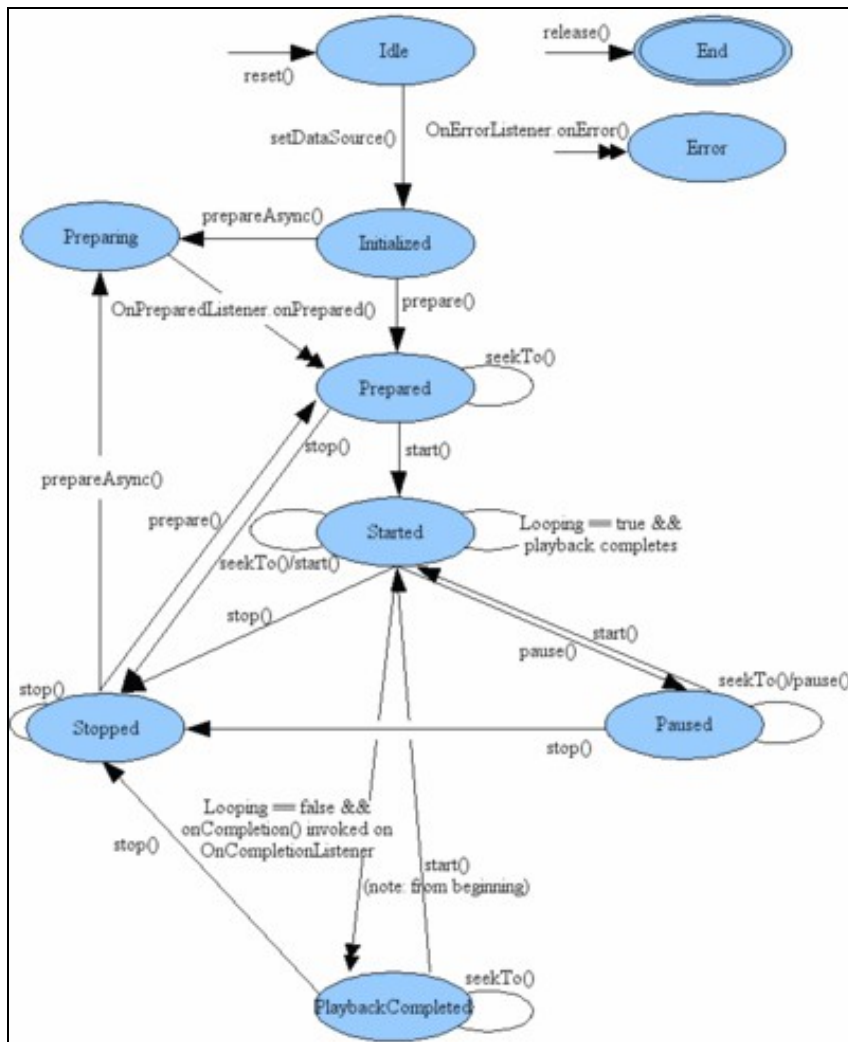 Idle
release()
End
reset()
setDataSource()
OnErrorListener.onError()
Error
Preparing
prepareAsync()
Initialized
OnPreparedListener.onPrepared()
prepare()
Prepared
seekTo()
stop()
start()
prepareAsync()
prepare()
Started
Looping == true &&
playback completes
seekTo()/start()
stop()
start()
pause()
stop()
Stopped
seekTo()/pause()
Paused
stop()
Looping == false &&
onCompletion() invoked on
OnCompletionListener
stop()
start()
(note: from beginning)
PlaybackCompleted
seekTo()